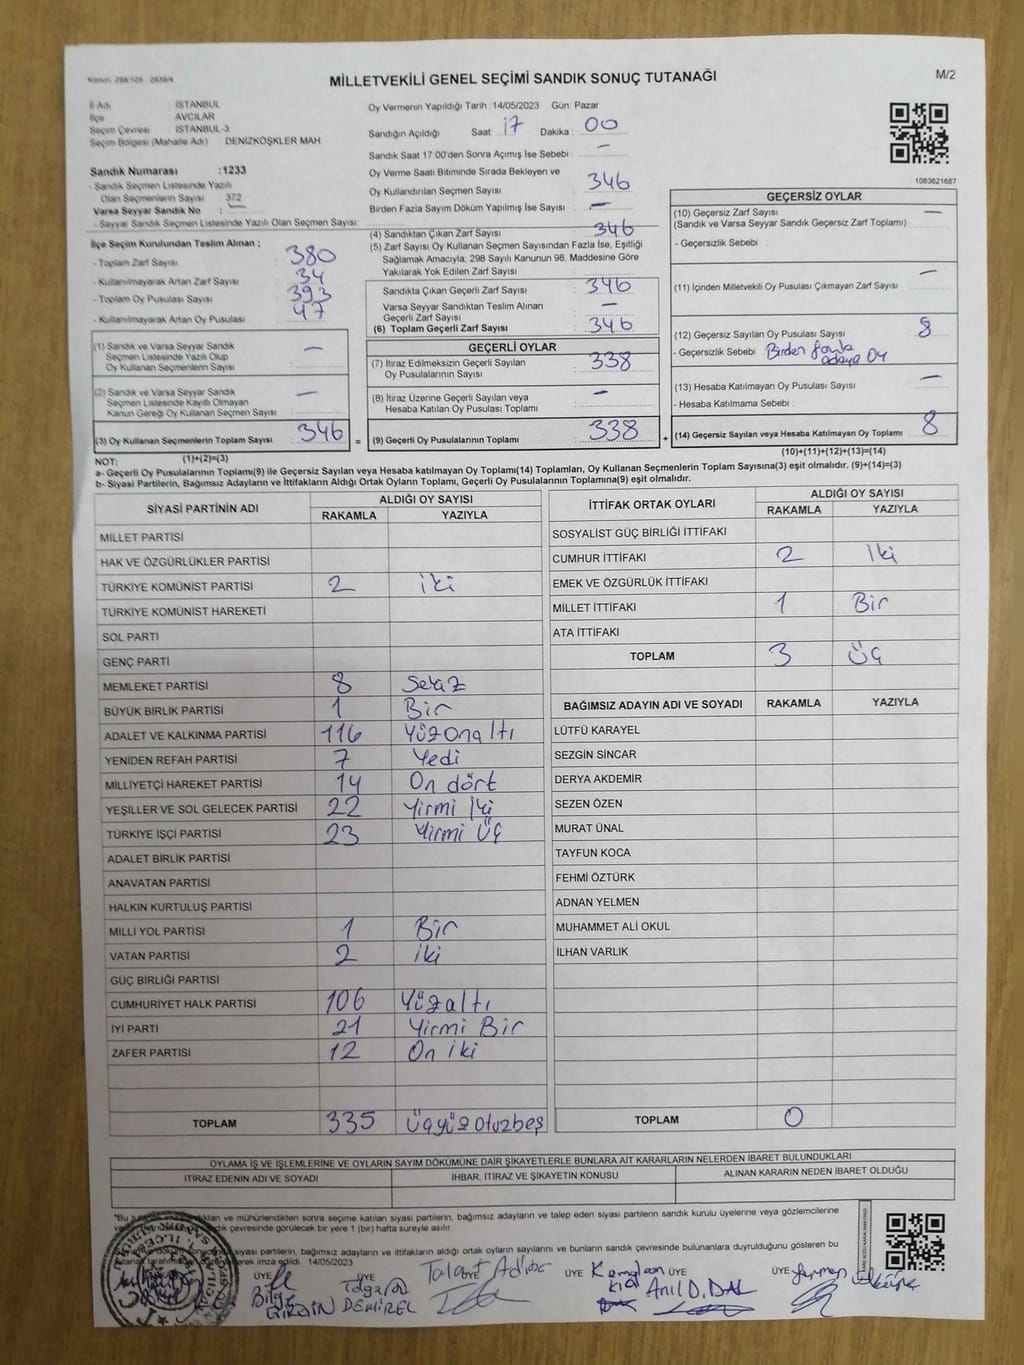 Kanun: 298/105 , 2839/4
MİLLETVEKİLİ GENEL SEÇİMİ SANDIK SONUÇ TUTANAĞI
M/2
İl Adı : İSTANBUL
İlçe : AVCILAR
Seçim Çevresi : İSTANBUL-3
Seçim Bölgesi (Mahalle Adı) DENİZKÖŞKLER MAH.
Sandık Numarası :1233
- Sandık Seçmen Listesinde Yazılı
Olan Seçmenlerin Sayısı : 372
Varsa Seyyar Sandık No : —
- Seyyar Sandık Seçmen Listesinde Yazılı Olan Seçmen Sayısı:
İlçe Seçim Kurulundan Teslim Alınan ;
- Toplam Zarf Sayısı : 380
- Kullanılmayarak Artan Zarf Sayısı : 34
- Toplam Oy Pusulası Sayısı : 393
- Kullanılmayarak Artan Oy Pusulası : 47
Oy Vermenin Yapıldığı Tarih :14/05/2023 Gün: Pazar
Sandığın Açıldığı Saat : 17 Dakika : 00
Sandık Saat 17:00'den Sonra Açımış İse Sebebi : —
Oy Verme Saati Bitiminde Sırada Bekleyen ve
Oy Kullandırılan Seçmen Sayısı : 346
Birden Fazla Sayım Döküm Yapılmış İse Sayısı : —
(4) Sandıktan Çıkan Zarf Sayısı : 346
(5) Zarf Sayısı Oy Kullanan Seçmen Sayısından Fazla İse, Eşitliği
Sağlamak Amacıyla, 298 Sayılı Kanunun 98. Maddesine Göre
Yakılarak Yok Edilen Zarf Sayısı :
Sandıkta Çıkan Geçerli Zarf Sayısı : 346
Varsa Seyyar Sandıktan Teslim Alınan
Geçerli Zarf Sayısı : —
(6) Toplam Geçerli Zarf Sayısı : 346
1063621687
GEÇERSİZ OYLAR
(10) Geçersiz Zarf Sayısı : —
(Sandık ve Varsa Seyyar Sandık Geçersiz Zarf Toplamı)
- Geçersizlik Sebebi :
(11) İçinden Milletvekili Oy Pusulası Çıkmayan Zarf Sayısı : —
(12) Geçersiz Sayılan Oy Pusulası Sayısı : 8
- Geçersizlik Sebebi : Birden fazla adaya oy
(13) Hesaba Katılmayan Oy Pusulası Sayısı : —
- Hesaba Katılmama Sebebi :
(14) Geçersiz Sayılan veya Hesaba Katılmayan Oy Toplamı : 8
(10)+(11)+(12)+(13)=(14)
(1) Sandık ve Varsa Seyyar Sandık
Seçmen Listesinde Yazılı Olup
Oy Kullanan Seçmenlerin Sayısı : —
(2) Sandık ve Varsa Seyyar Sandık
Seçmen Listesinde Kayıtlı Olmayan
Kanun Gereği Oy Kullanan Seçmen Sayısı : —
(3) Oy Kullanan Seçmenlerin Toplam Sayısı : 346 =
(1)+(2)=(3)
GEÇERLİ OYLAR
(7) İtiraz Edilmeksizin Geçerli Sayılan
Oy Pusulalarının Sayısı : 338
(8) İtiraz Üzerine Geçerli Sayılan veya
Hesaba Katılan Oy Pusulası Toplamı : —
(9) Geçerli Oy Pusulalarının Toplamı : 338 +
NOT:
a- Geçerli Oy Pusulalarının Toplamı(9) ile Geçersiz Sayılan veya Hesaba katılmayan Oy Toplamı(14) Toplamları, Oy Kullanan Seçmenlerin Toplam Sayısına(3) eşit olmalıdır. (9)+(14)=(3)
b- Siyasi Partilerin, Bağımsız Adayların ve İttifakların Aldığı Ortak Oyların Toplamı, Geçerli Oy Pusulalarının Toplamına(9) eşit olmalıdır.
SİYASİ PARTİNİN ADI ALDIĞI OY SAYISI
RAKAMLA YAZIYLA
MİLLET PARTİSİ
HAK VE ÖZGÜRLÜKLER PARTİSİ
TÜRKİYE KOMÜNİST PARTİSİ 2 iki
TÜRKİYE KOMÜNİST HAREKETİ
SOL PARTİ
GENÇ PARTİ
MEMLEKET PARTİSİ 8 Sekiz
BÜYÜK BİRLİK PARTİSİ 1 Bir
ADALET VE KALKINMA PARTİSİ 116 Yüzonaltı
YENİDEN REFAH PARTİSİ 7 Yedi
MİLLİYETÇİ HAREKET PARTİSİ 14 On dört
YEŞİLLER VE SOL GELECEK PARTİSİ 22 Yirmi iki
TÜRKİYE İŞÇİ PARTİSİ 23 Yirmi Üç
ADALET BİRLİK PARTİSİ
ANAVATAN PARTİSİ
HALKIN KURTULUŞ PARTİSİ
MİLLİ YOL PARTİSİ 1 Bir
VATAN PARTİSİ 2 iki
GÜÇ BİRLİĞİ PARTİSİ
CUMHURİYET HALK PARTİSİ 106 Yüzaltı
İYİ PARTİ 21 Yirmi Bir
ZAFER PARTİSİ 12 On iki
TOPLAM 335 Üçyüzotuzbeş
İTTİFAK ORTAK OYLARI ALDIĞI OY SAYISI
RAKAMLA YAZIYLA
SOSYALİST GÜÇ BİRLİĞİ İTTİFAKI
CUMHUR İTTİFAKI 2 iki
EMEK VE ÖZGÜRLÜK İTTİFAKI
MİLLET İTTİFAKI 1 Bir
ATA İTTİFAKI
TOPLAM 3 Üç
BAĞIMSIZ ADAYIN ADI VE SOYADI RAKAMLA YAZIYLA
LÜTFÜ KARAYEL
SEZGİN SİNCAR
DERYA AKDEMİR
SEZEN ÖZEN
MURAT ÜNAL
TAYFUN KOCA
FEHMİ ÖZTÜRK
ADNAN YELMEN
MUHAMMET ALİ OKUL
İLHAN VARLIK
TOPLAM 0
OYLAMA İŞ VE İŞLEMLERİNE VE OYLARIN SAYIM DÖKÜMÜNE DAİR ŞİKAYETLERLE BUNLARA AİT KARARLARIN NELERDEN İBARET BULUNDUKLARI
İTİRAZ EDENİN ADI VE SOYADI İHBAR, İTİRAZ VE ŞİKAYETİN KONUSU ALINAN KARARIN NEDEN İBARET OLDUĞU
"Bu ve mühürlendikten sonra seçime katılan siyasi partilerin, bağımsız adayların ve talep eden siyasi partilerin sandık kurulu üyelerine veya gözlemcilerine
çevresinde görülecek bir yere 1 (bir) hafta süreyle asılır.
siyasi partilerin, bağımsız adayların ve ittifakların aldığı ortak oyların sayılarını ve bunların sandık çevresinde bulunanlara duyrulduğunu gösteren bu
imza edildi. 14/05/2023
ÜYE ÜYE ÜYE ÜYE ÜYE ÜYE
Bilge
DEMİREL
Talaat
Kamalan
Anıl D. DAL